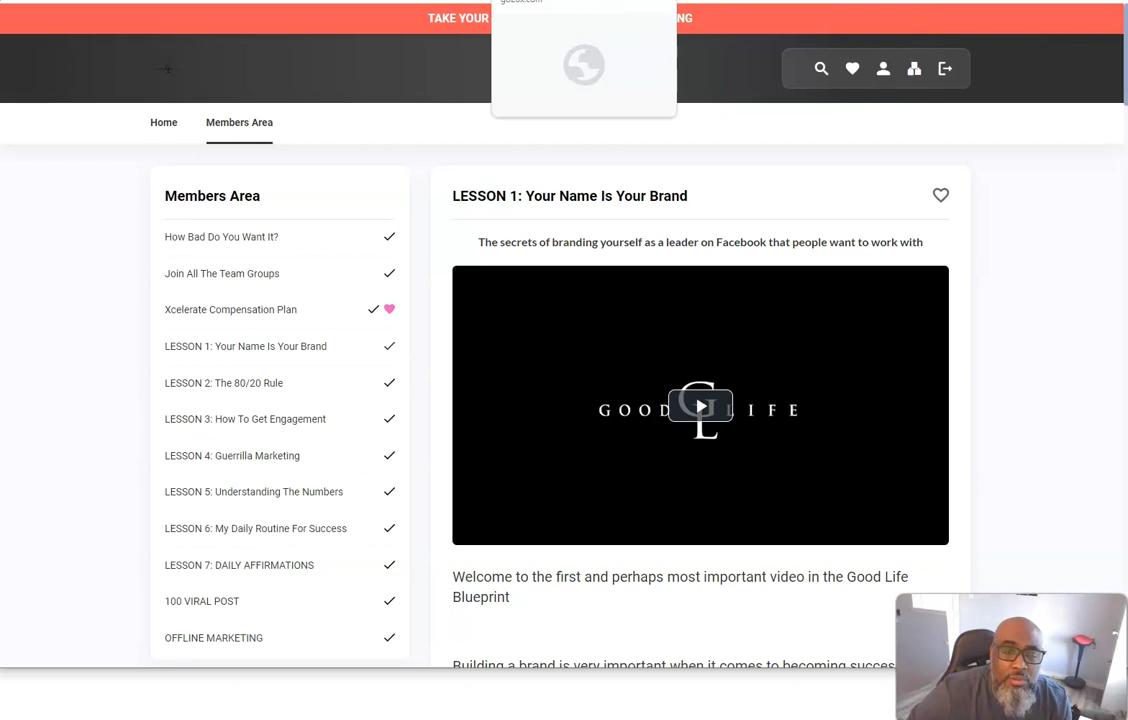 TAKE YOUR
NG
Home
Members Area
Members Area
How Bad Do You Want It?
Join All The Team Groups
Xcelerate Compensation Plan
LESSON 1: Your Name Is Your Brand
LESSON 2: The 80/20 Rule
LESSON 3: How To Get Engagement
LESSON 4: Guerrilla Marketing
LESSON 5: Understanding The Numbers
LESSON 6: My Daily Routine For Success
LESSON 7: DAILY AFFIRMATIONS
100 VIRAL POST
OFFLINE MARKETING
LESSON 1: Your Name Is Your Brand
The secrets of branding yourself as a leader on Facebook that people want to work with
GOOD GL LIFE
Welcome to the first and perhaps most important video in the Good Life
Blueprint
Building a brand is very important when it comes to becoming